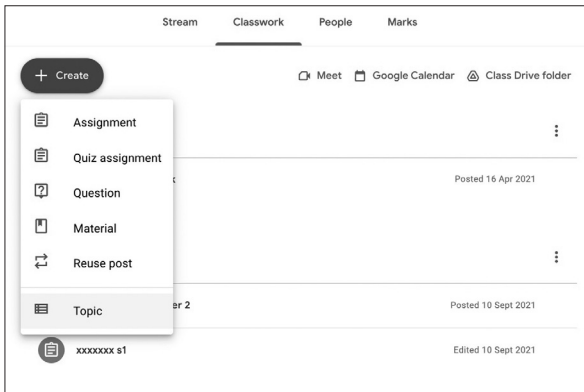 Stream Classwork People Marks
+ Create Meet Google Calendar Class Drive folder
Assignment
Quiz assignment
Question
Material
Reuse post
Topic
Posted 16 Apr 2021
er 2 Posted 10 Sept 2021
xxxxxxx s1 Edited 10 Sept 2021